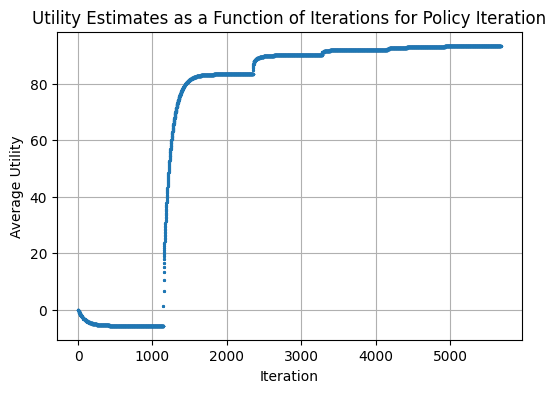 Utility Estimates as a Function of Iterations for Policy Iteration
Average Utility
80
60
40
20
0
0 1000 2000 3000 4000 5000
Iteration